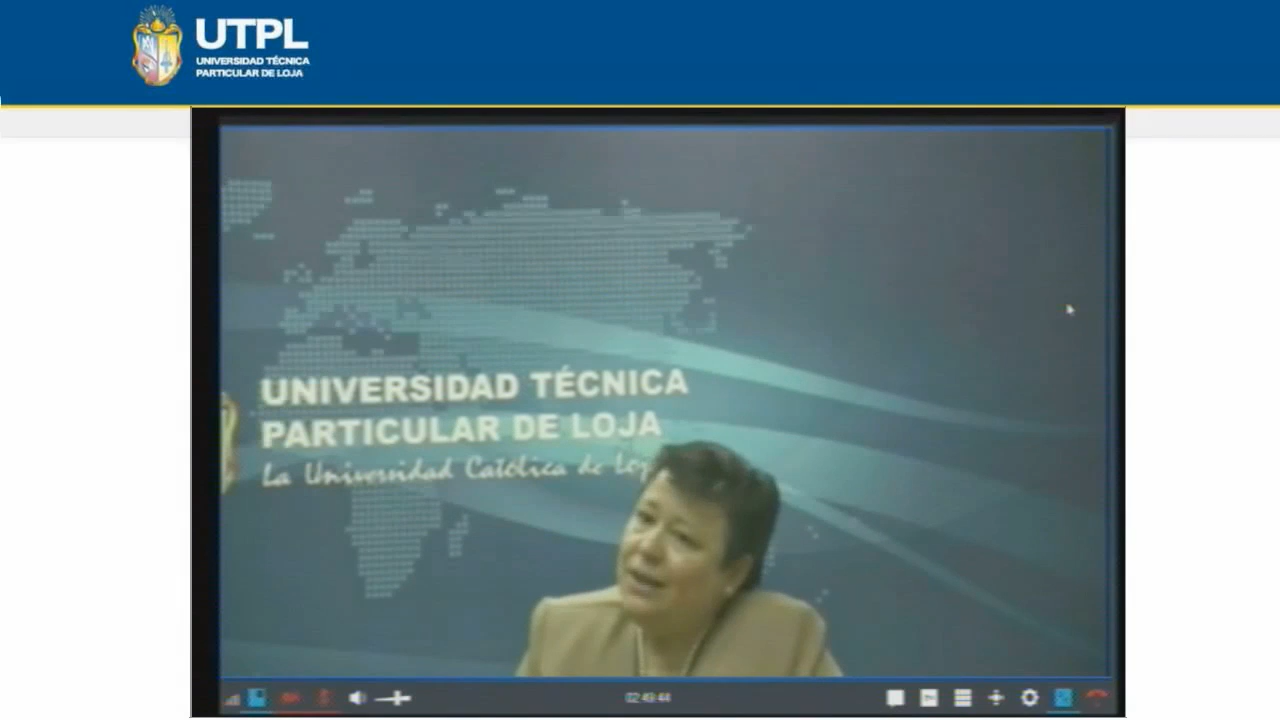 UTPL
UNIVERSIDAD TÉCNICA
PARTICULAR DE LOJA
UNIVERSIDAD TÉCNICA
PARTICULAR DE LOJA
La Universidad Católica de
02:49:44